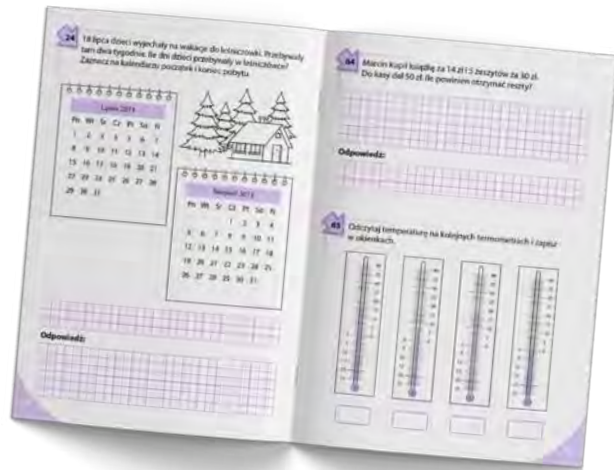 24
18 lipca dzieci wyjechały na wakacje do leśniczówki. Przebywały
tam dwa tygodnie. Ile dni dzieci przebywały w leśniczówce?
Zaznacz na kalendarzu początek i koniec pobytu.
Lipiec 2019
Pn Wt Śr Cz Pt So N
1 2 3 4 5 6 7
8 9 10 11 12 13 14
15 16 17 18 19 20 21
22 23 24 25 26 27 28
29 30 31
Sierpień 2019
Pn Wt Śr Cz Pt So N
1 2 3 4
5 6 7 8 9 10 11
12 13 14 15 16 17 18
19 20 21 22 23 24 25
26 27 28 29 30 31
Odpowiedź:
64
Marcin kupił książkę za 14 zł i 5 zeszytów za 30 zł.
Do kasy dał 50 zł. Ile powinien otrzymać reszty?
Odpowiedź:
65
Odczytaj temperaturę na kolejnych termometrach i zapisz
w okienkach.